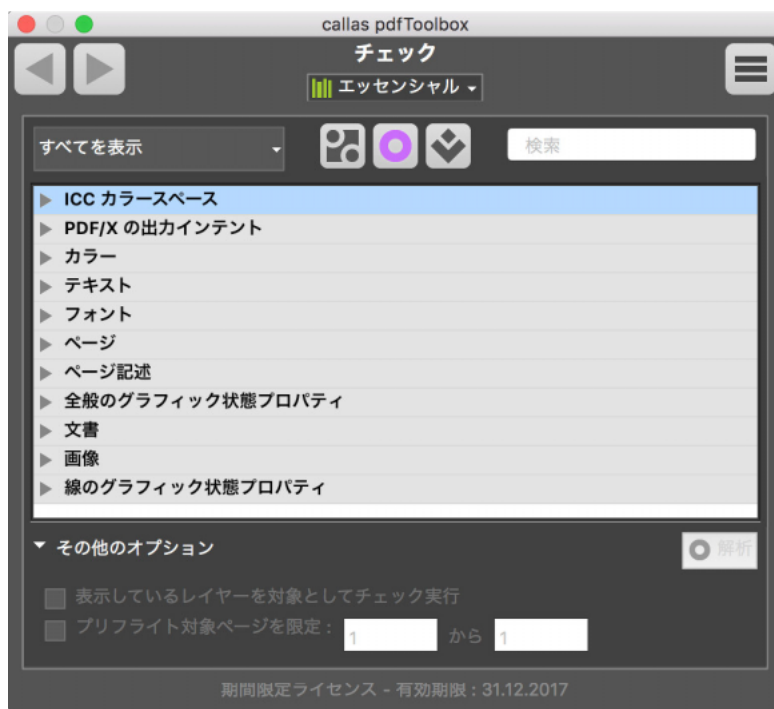 callas pdfToolbox
チェック
エッセンシャル
すべてを表示
検索
ICC カラースペース
PDF/X の出力インテント
カラー
テキスト
フォント
ページ
ページ記述
全般のグラフィック状態プロパティ
文書
画像
線のグラフィック状態プロパティ
その他のオプション
解析
表示しているレイヤーを対象としてチェック実行
プリフライト対象ページを限定： 1 から 1
期間限定ライセンス - 有効期限 : 31.12.2017